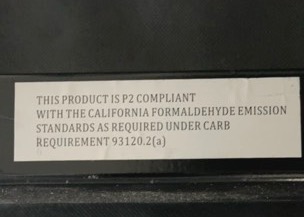 THIS PRODUCT IS P2 COMPLIANT
WITH THE CALIFORNIA FORMALDEHYDE EMISSION
STANDARDS AS REQUIRED UNDER CARB
REQUIREMENT 93120.2(a)